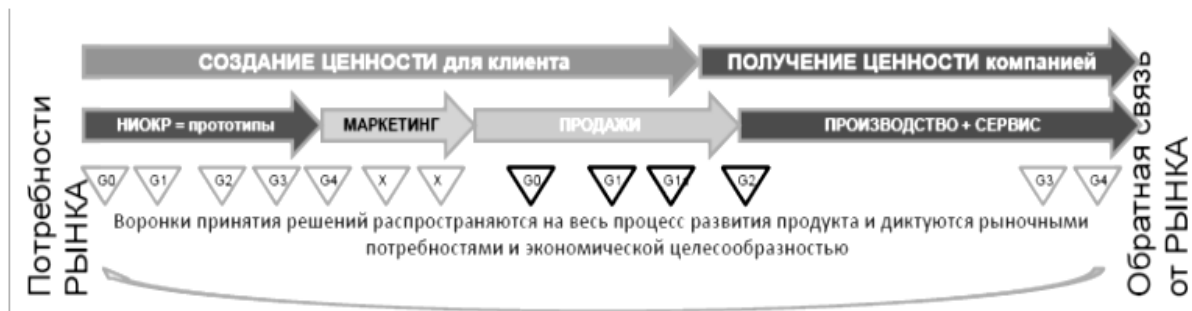 СОЗДАНИЕ ЦЕННОСТИ для клиента
ПОЛУЧЕНИЕ ЦЕННОСТИ компанией
НИОКР = прототипы
МАРКЕТИНГ
ПРОДАЖИ
ПРОИЗВОДСТВО + СЕРВИС
G0
G1
G2
G3
G4
X
X
G0
G1
G2
G3
G4
Воронки принятия решений распространяются на весь процесс развития продукта и диктуются рыночными
потребностями и экономической целесообразностью
Потребности
РЫНКА
Обратная связь
от РЫНКА